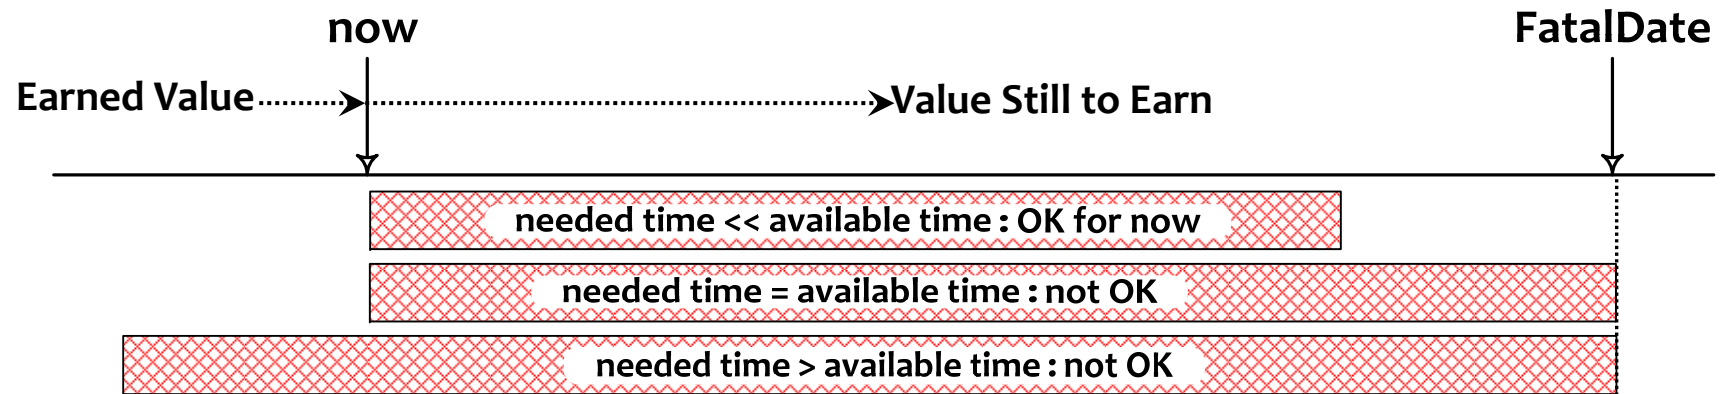 now FatalDate
Earned Value Value Still to Earn
needed time << available time : OK for now
needed time = available time : not OK
needed time > available time : not OK